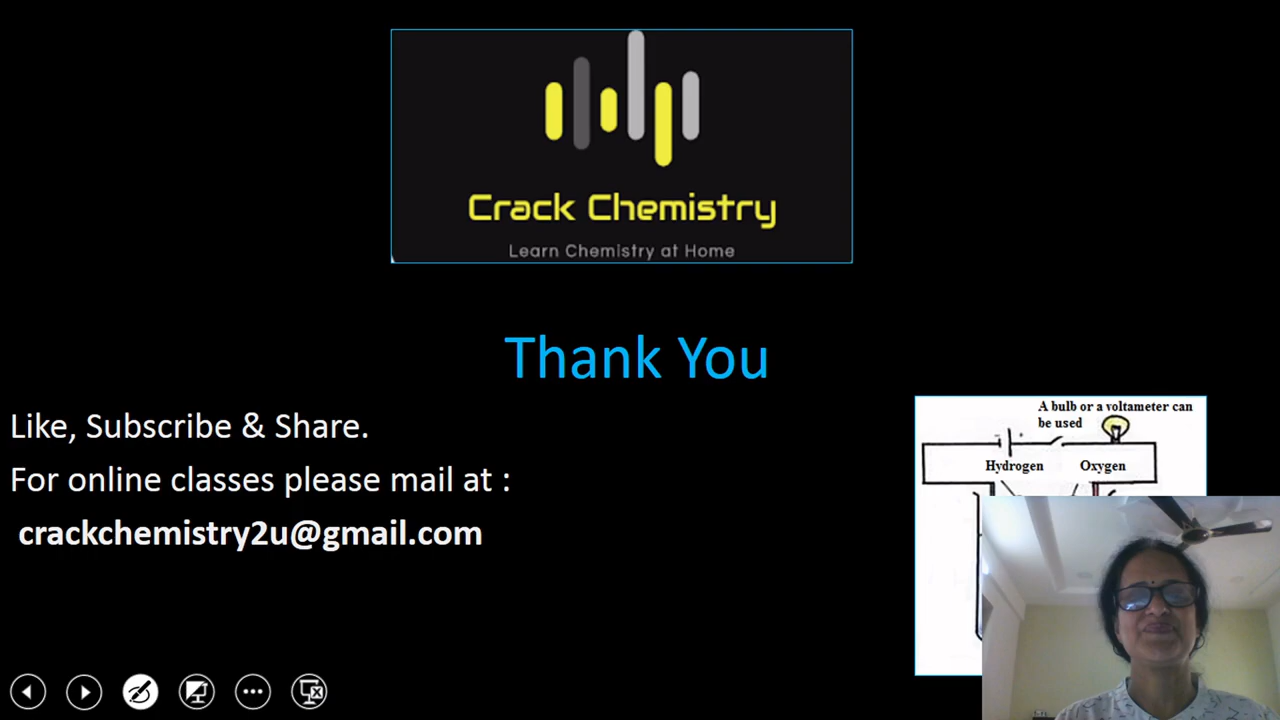 Crack Chemistry
Learn Chemistry at Home
Thank You
Like, Subscribe & Share.
For online classes please mail at :
crackchemistry2u@gmail.com
A bulb or a voltameter can
be used
Hydrogen Oxygen